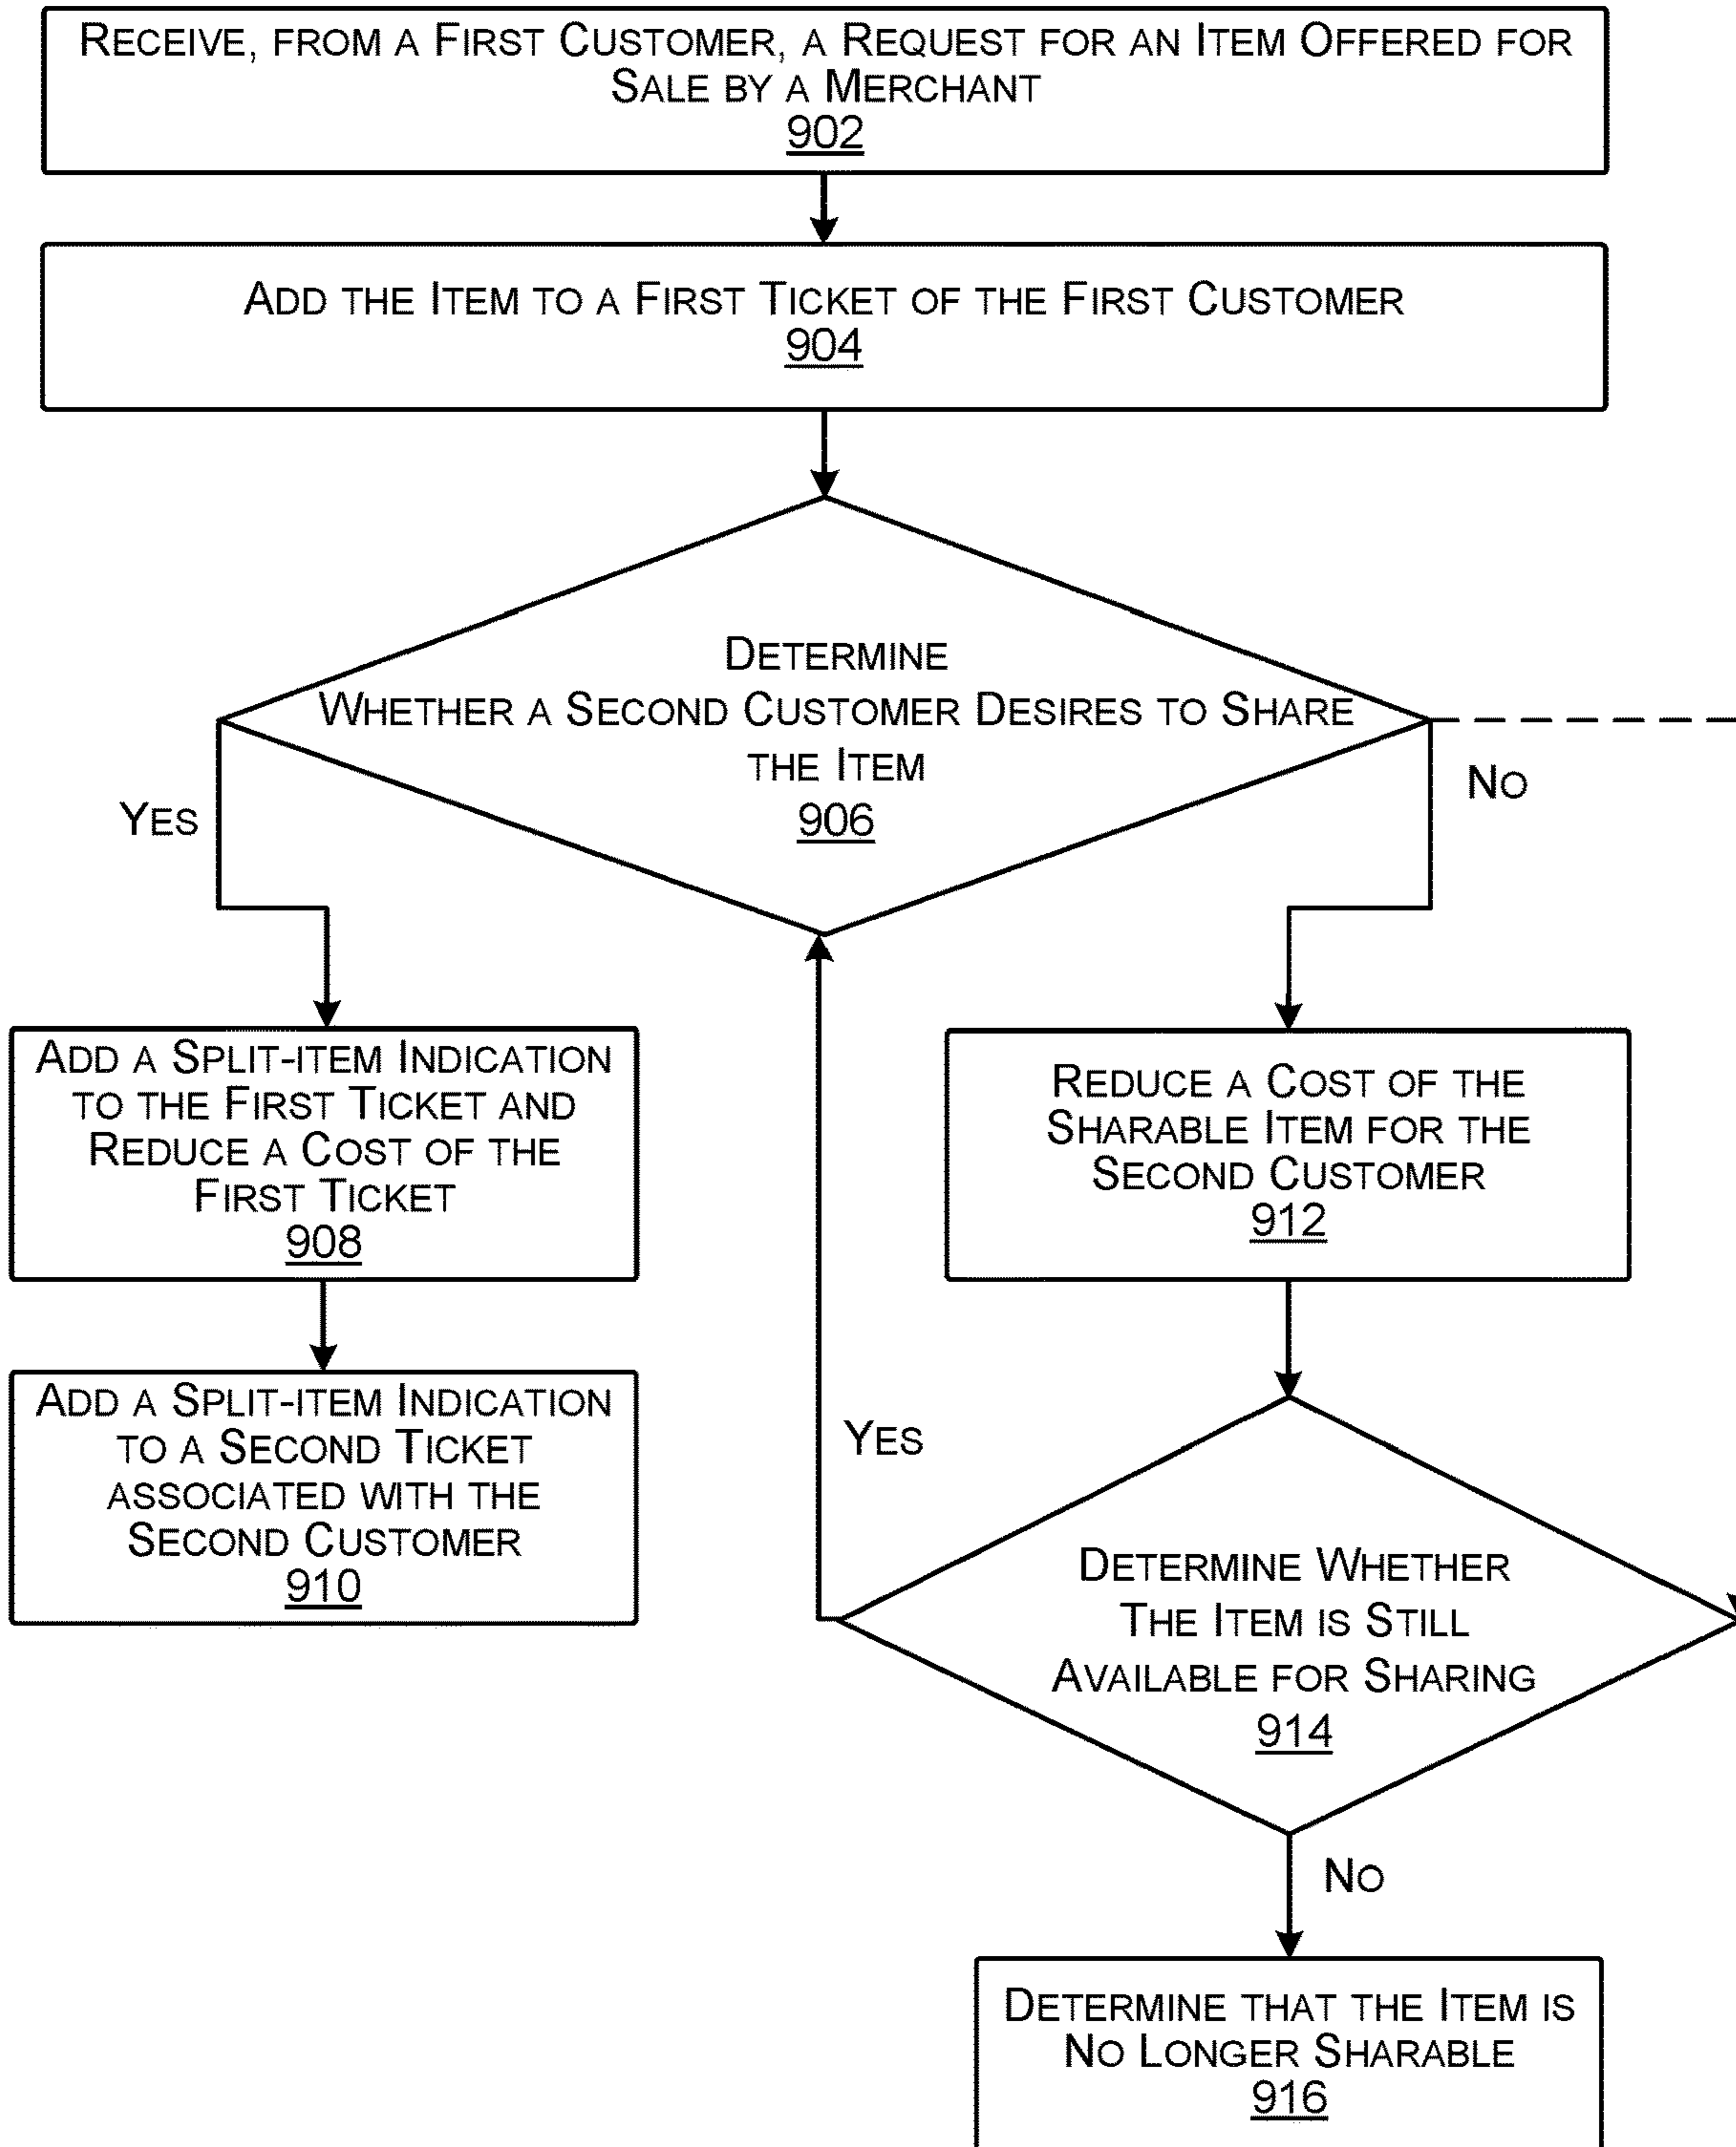 RECEIVE, FROM A FIRST CUSTOMER, A REQUEST FOR AN ITEM OFFERED FOR
SALE BY A MERCHANT
902
ADD THE ITEM TO A FIRST TICKET OF THE FIRST CUSTOMER
904
DETERMINE
WHETHER A SECOND CUSTOMER DESIRES TO SHARE
THE ITEM
906
YES
NO
ADD A SPLIT-ITEM INDICATION
TO THE FIRST TICKET AND
REDUCE A COST OF THE
FIRST TICKET
908
REDUCE A COST OF THE
SHARABLE ITEM FOR THE
SECOND CUSTOMER
912
ADD A SPLIT-ITEM INDICATION
TO A SECOND TICKET
ASSOCIATED WITH THE
SECOND CUSTOMER
910
YES
DETERMINE WHETHER
THE ITEM IS STILL
AVAILABLE FOR SHARING
914
NO
DETERMINE THAT THE ITEM IS
NO LONGER SHARABLE
916